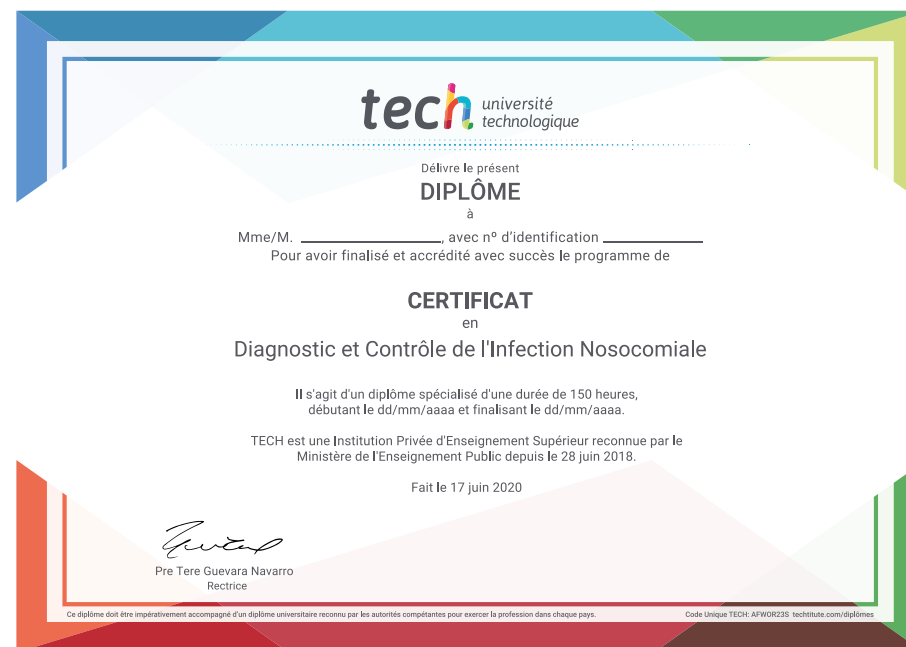 tech université
technologique
Délivre le présent
DIPLÔME
à
Mme/M. ____________________, avec nº d'identification ______________
Pour avoir finalisé et accrédité avec succès le programme de
CERTIFICAT
en
Diagnostic et Contrôle de l'Infection Nosocomiale
Il s'agit d'un diplôme spécialisé d'une durée de 150 heures,
débutant le dd/mm/aaaa et finalisant le dd/mm/aaaa.
TECH est une Institution Privée d'Enseignement Supérieur reconnue par le
Ministère de l'Enseignement Public depuis le 28 juin 2018.
Fait le 17 juin 2020
Pre Tere Guevara Navarro
Rectrice
Ce diplôme doit être impérativement accompagné d'un diplôme universitaire reconnu par les autorités compétantes pour exercer la profession dans chaque pays.
Code Unique TECH: AFWOR23S techtitute.com/diplômes